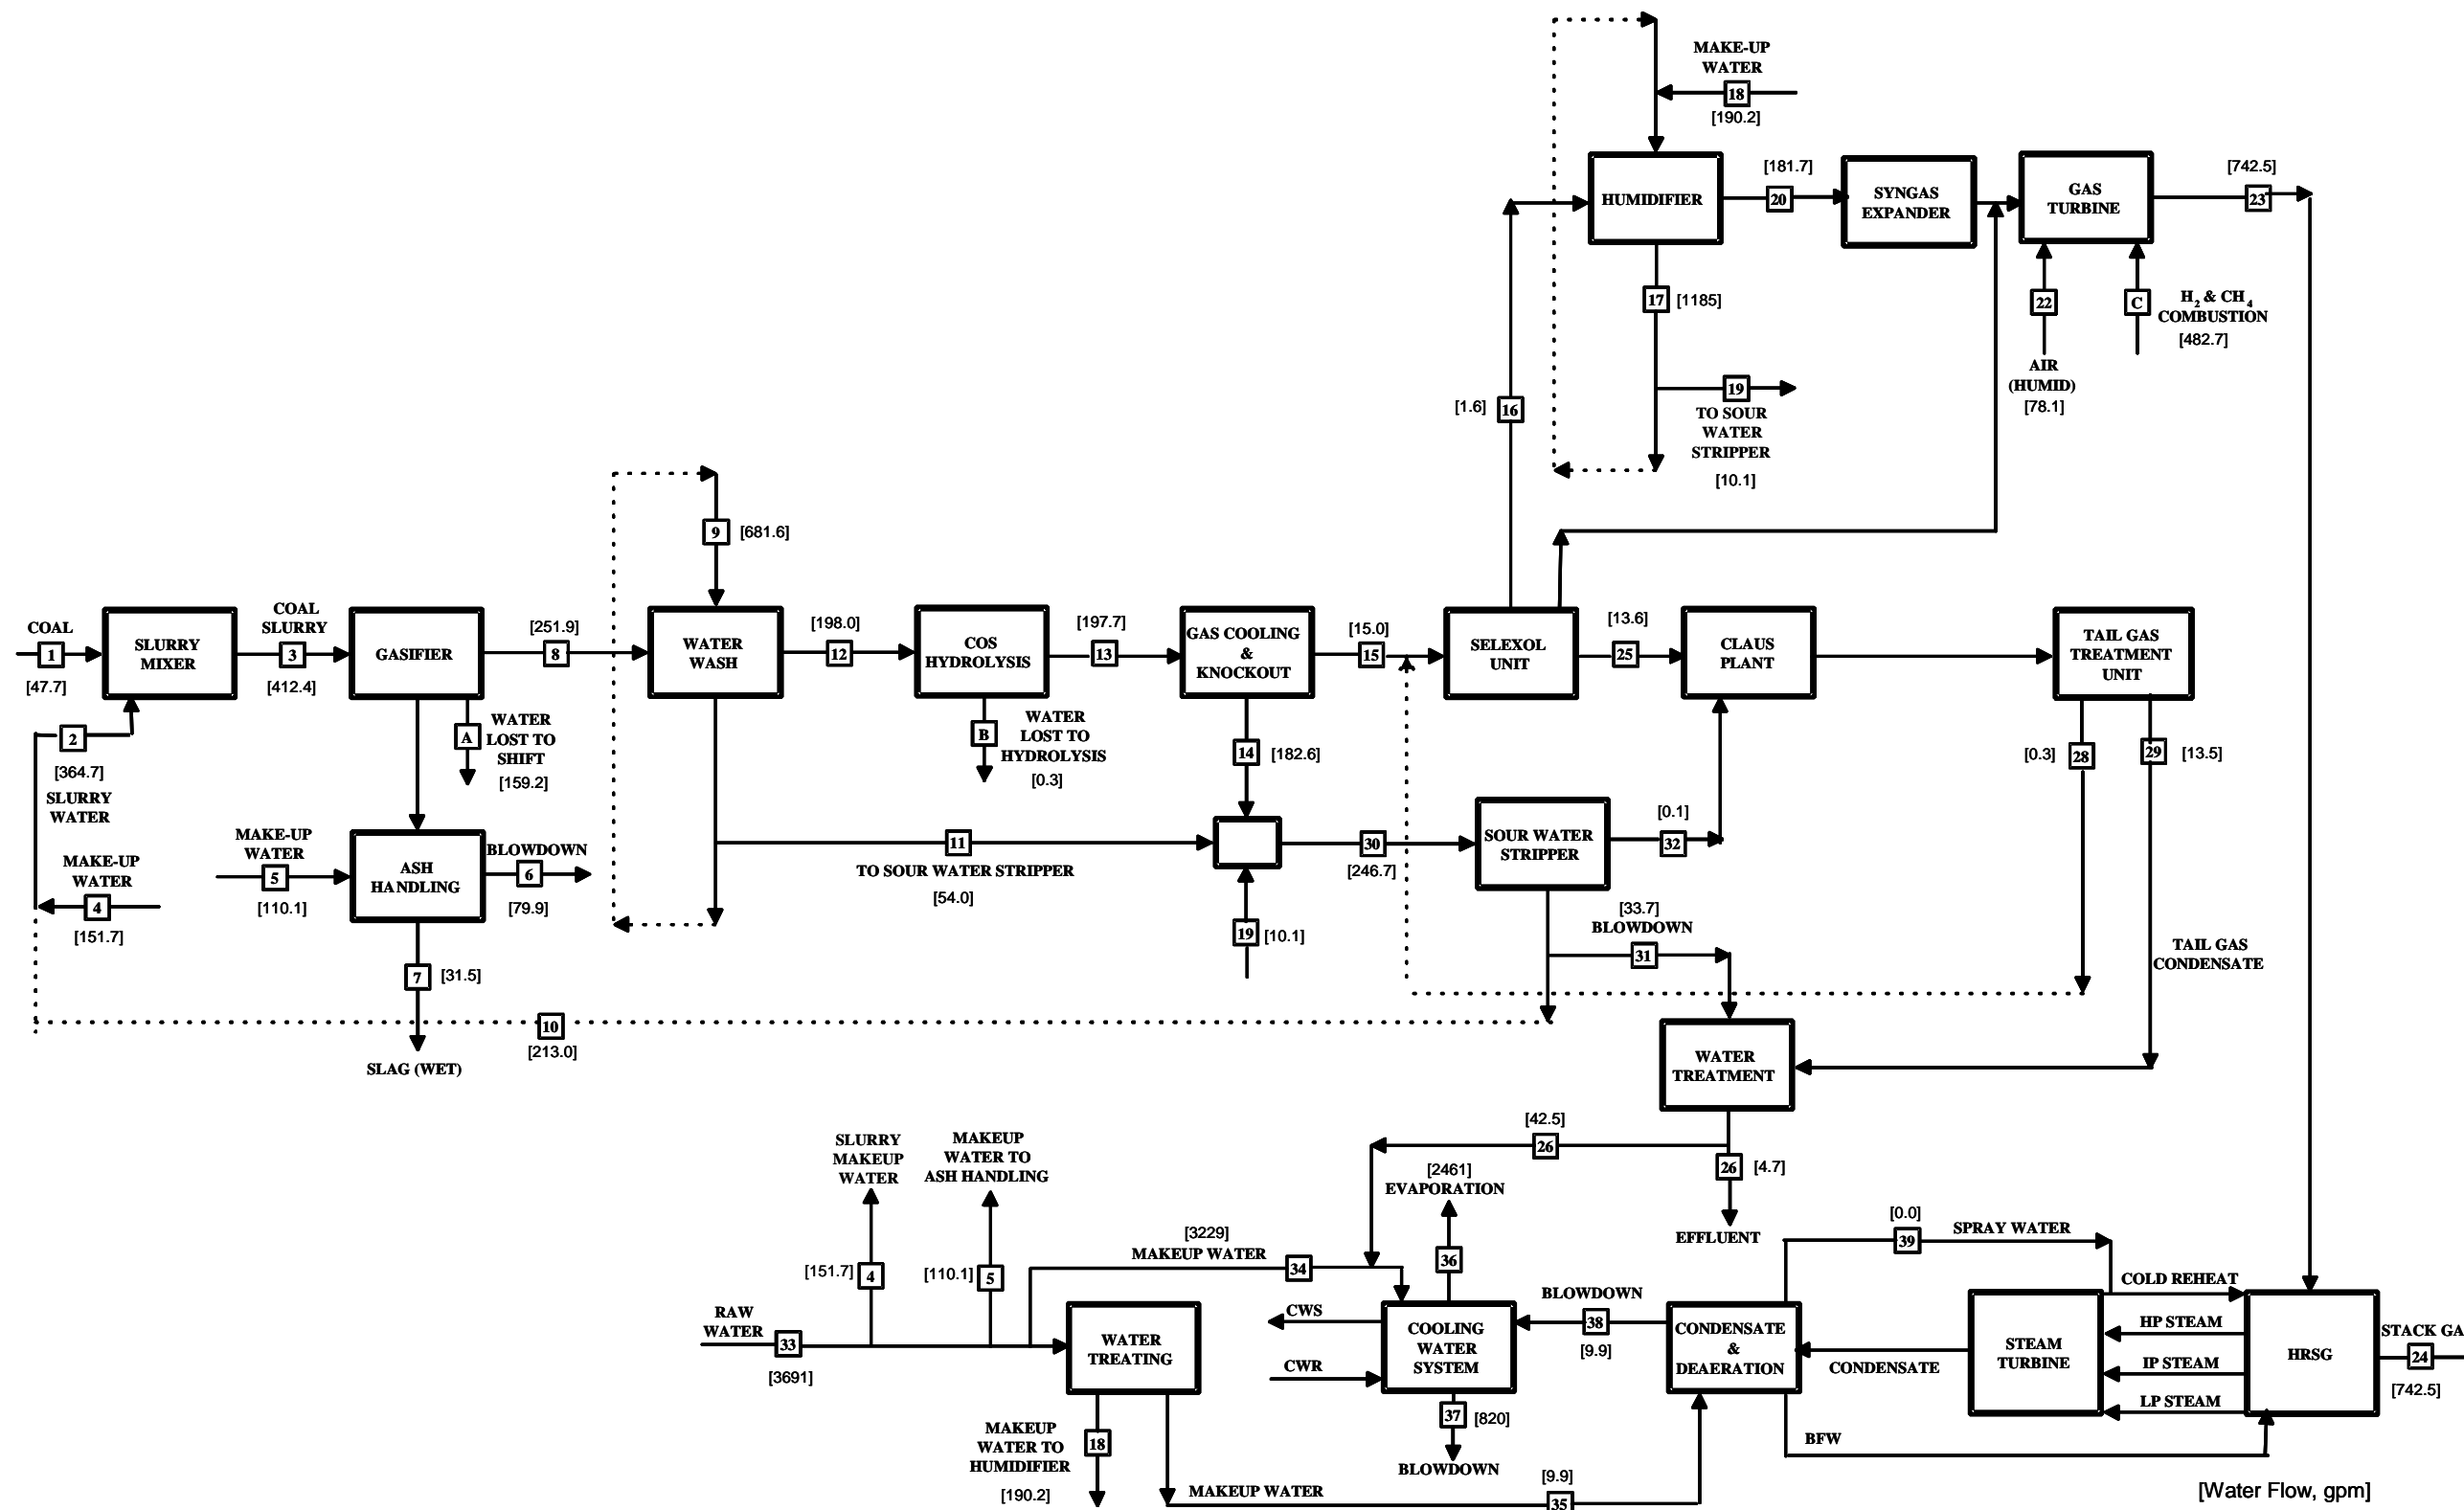 MAKE-UP
WATER
18
[190.2]
HUMIDIFIER
[181.7]
20
SYNGAS
EXPANDER
GAS
TURBINE
[742.5]
23
17
[1185]
22
AIR
(HUMID)
[78.1]
C
H2 & CH4
COMBUSTION
[482.7]
[1.6]
16
19
TO SOUR
WATER
STRIPPER
[10.1]
9
[681.6]
COAL
1
[47.7]
SLURRY
MIXER
COAL
SLURRY
3
[412.4]
GASIFIER
[251.9]
8
WATER
WASH
[198.0]
12
COS
HYDROLYSIS
[197.7]
13
GAS COOLING
&
KNOCKOUT
[15.0]
15
SELEXOL
UNIT
[13.6]
25
CLAUS
PLANT
TAIL GAS
TREATMENT
UNIT
2
[364.7]
SLURRY
WATER
A
WATER
LOST TO
SHIFT
[159.2]
B
WATER
LOST TO
HYDROLYSIS
[0.3]
14
[182.6]
[0.3]
28
29
[13.5]
MAKE-UP
WATER
4
[151.7]
MAKE-UP
WATER
5
[110.1]
ASH
HANDLING
BLOWDOWN
6
[79.9]
11
TO SOUR WATER STRIPPER
[54.0]
30
[246.7]
SOUR WATER
STRIPPER
[0.1]
32
19
[10.1]
[33.7]
BLOWDOWN
31
TAIL GAS
CONDENSATE
7
[31.5]
SLAG (WET)
10
[213.0]
WATER
TREATMENT
[42.5]
26
26
[4.7]
EFFLUENT
SLURRY
MAKEUP
WATER
[151.7]
4
MAKEUP
WATER TO
ASH HANDLING
[110.1]
5
[3229]
MAKEUP WATER
34
[2461]
EVAPORATION
36
[0.0]
39
SPRAY WATER
RAW
WATER
33
[3691]
WATER
TREATING
CWS
CWR
COOLING
WATER
SYSTEM
BLOWDOWN
38
[9.9]
CONDENSATE
&
DEAERATION
CONDENSATE
STEAM
TURBINE
COLD REHEAT
HP STEAM
IP STEAM
LP STEAM
HRSG
STACK GA
24
[742.5]
MAKEUP
WATER TO
HUMIDIFIER
[190.2]
18
37
[820]
BLOWDOWN
BFW
MAKEUP WATER
[9.9]
35
[Water Flow, gpm]